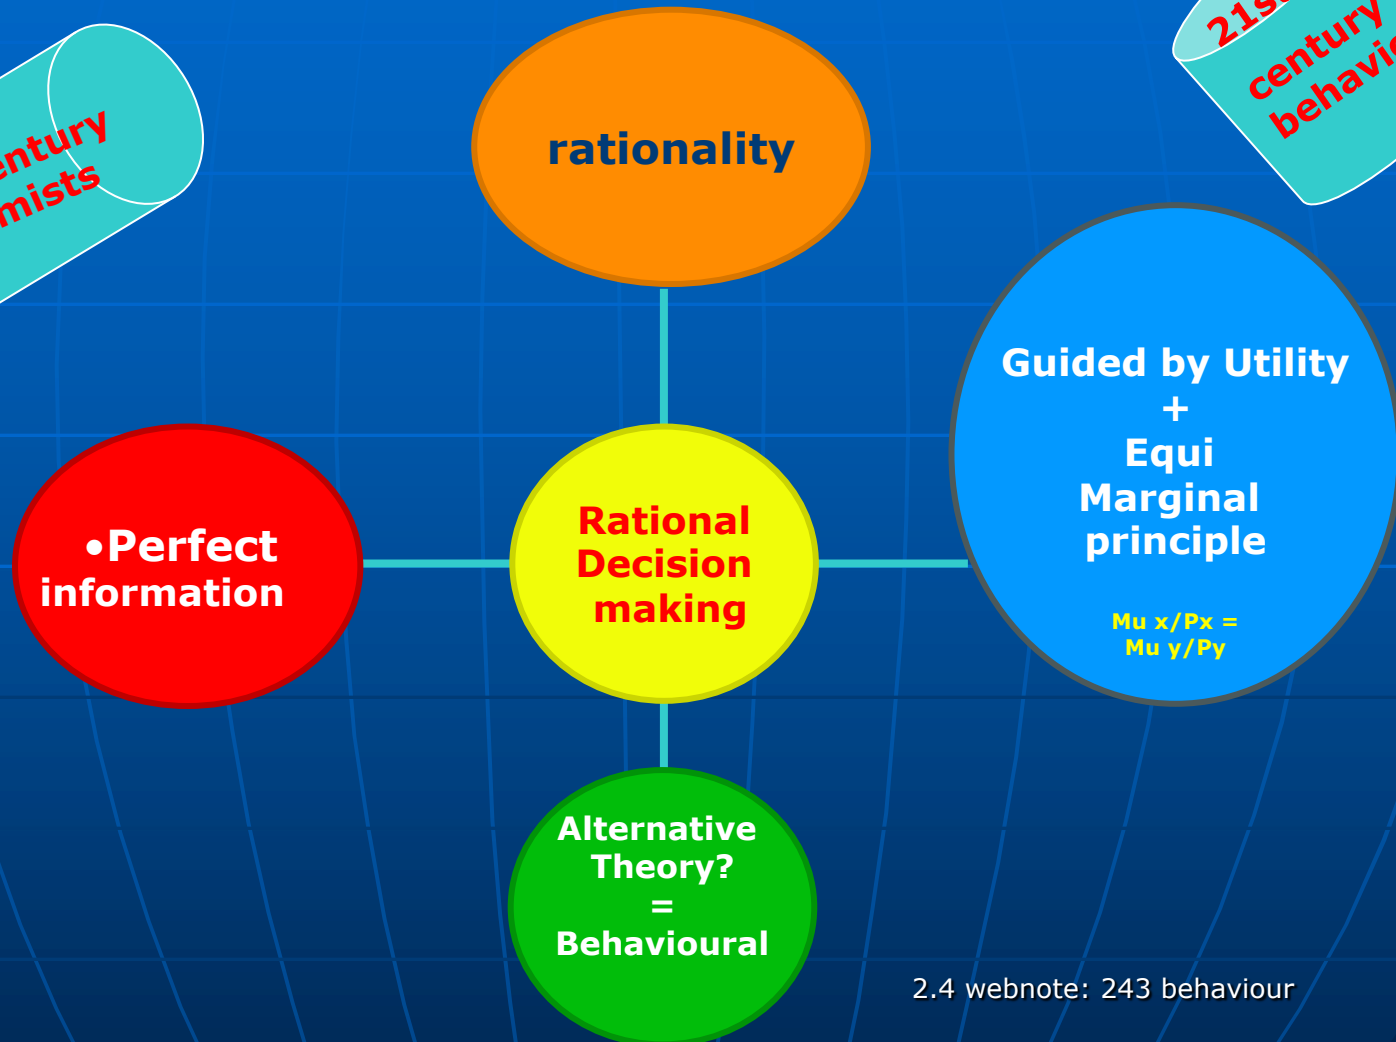 21s
century
behavi
entury
mists
rationality
Guided by Utility
+
Equi
Marginal
principle
Mu x/Px =
Mu y/Py
•Perfect
information
Rational
Decision
making
Alternative
Theory?
=
Behavioural
2.4 webnote: 243 behaviour